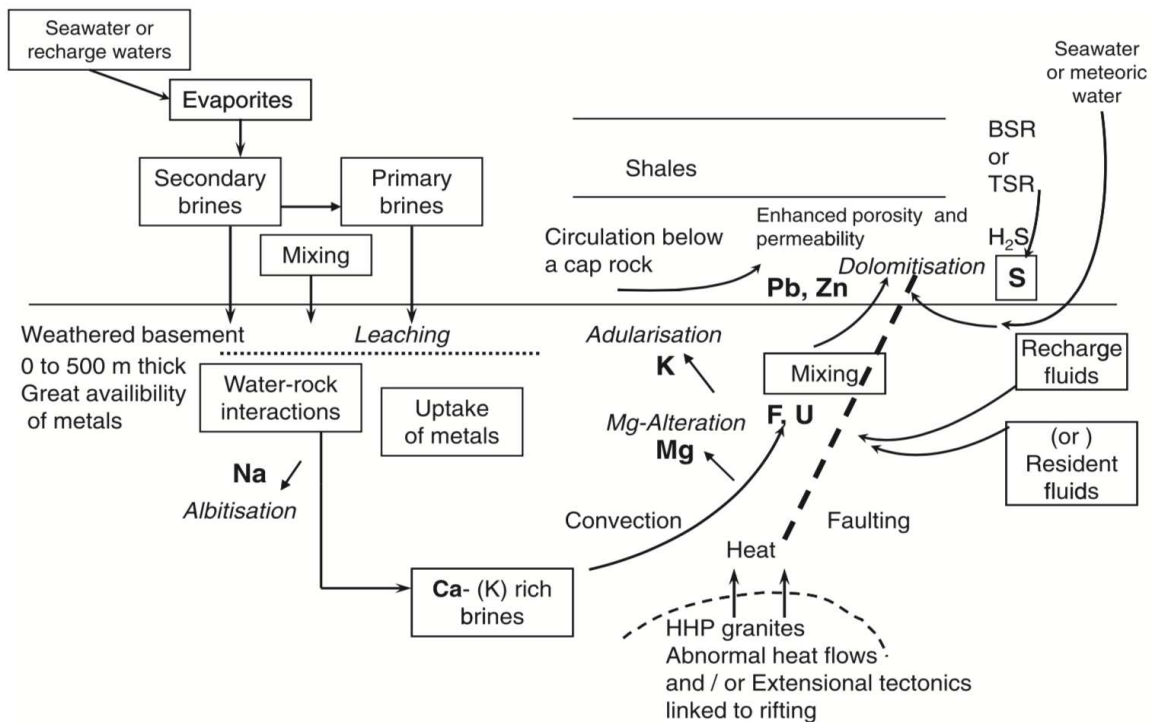 Seawater or
recharge waters
Evaporites
Secondary
brines
Primary
brines
Mixing
Shales
Seawater
or meteoric
water
BSR
or
TSR
H₂S
S
Enhanced porosity and
permeability
Circulation below
a cap rock
Dolomitisation
Pb, Zn
Weathered basement
0 to 500 m thick
Great availibility
of metals
Leaching
Water-rock
interactions
Uptake
of metals
Na
Albitisation
Adularisation
K
Mg-Alteration
Mg
Mixing
F, U
Recharge
fluids
(or )
Resident
fluids
Convection
Faulting
Heat
Ca- (K) rich
brines
HHP granites
Abnormal heat flows
and / or Extensional tectonics
linked to rifting